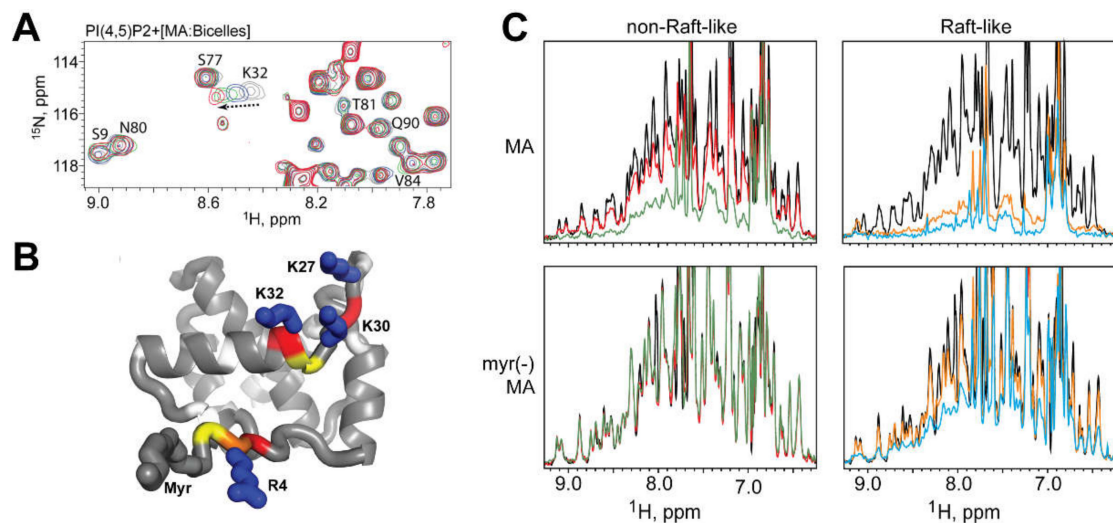 A
PI(4,5)P2+[MA:Bicelles]
114
116
118
15N, ppm
S77
K32
T81
S9
N80
Q90
V84
9.0
8.6
8.2
7.8
1H, ppm
B
K27
K32
K30
Myr
R4
C
non-Raft-like
Raft-like
MA
myr(-)
MA
9.0
8.0
7.0
9.0
8.0
7.0
1H, ppm
1H, ppm